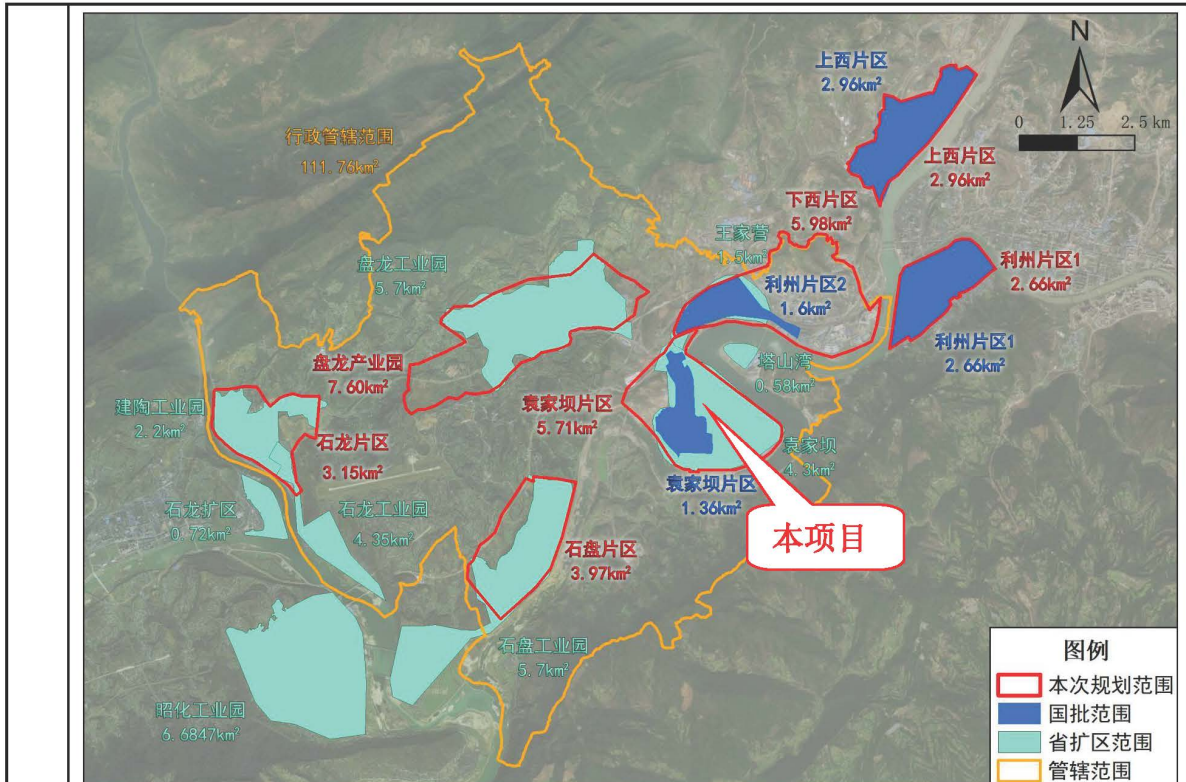 上西片区
2.96km²
N
0 1.25 2.5 km
行政管辖范围
111.76km²
上西片区
2.96km²
下西片区
5.98km²
王家营
1.5km²
盘龙工业园
5.7km²
利州片区2
1.6km²
利州片区1
2.66km²
利州片区1
2.66km²
盘龙产业园
7.60km²
塔山湾
0.58km²
建陶工业园
2.2km²
袁家坝片区
5.71km²
石龙片区
3.15km²
袁家坝
4.3km²
袁家坝片区
1.36km²
石龙扩区
0.72km²
石龙工业园
4.35km²
本项目
石盘片区
3.97km²
石盘工业园
5.7km²
昭化工业园
6.6847km²
图例
本次规划范围
国批范围
省扩区范围
管辖范围